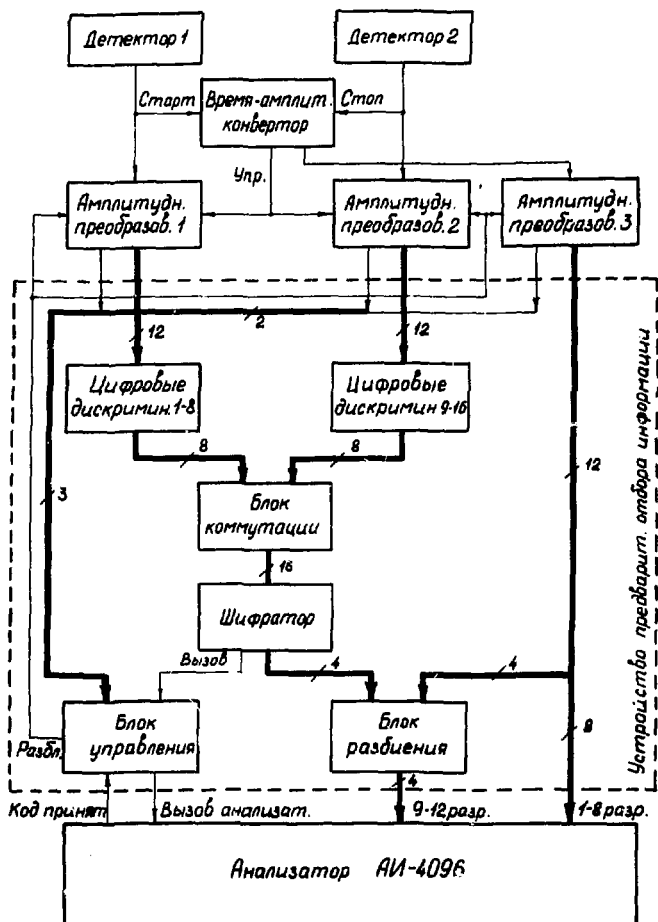 Детектор 1
Детектор 2
Старт
Время-амплит.
конвертор
Стоп
Упр.
Амплитудн.
преобразов. 1
Амплитудн.
преобразов. 2
Амплитудн.
преобразов. 3
12
2
12
Цифровые
дискримин. 1-8
Цифровые
дискримин 9-16
8
8
3
12
Блок
коммутации
16
Шифратор
Вызов
4
4
Блок
управления
Блок
разбиения
Разбл.
8
4
Код принят
Вызов анализат.
9-12 разр.
1-8 разр.
Анализатор АИ-4096
Устройство предварит. отбора информации